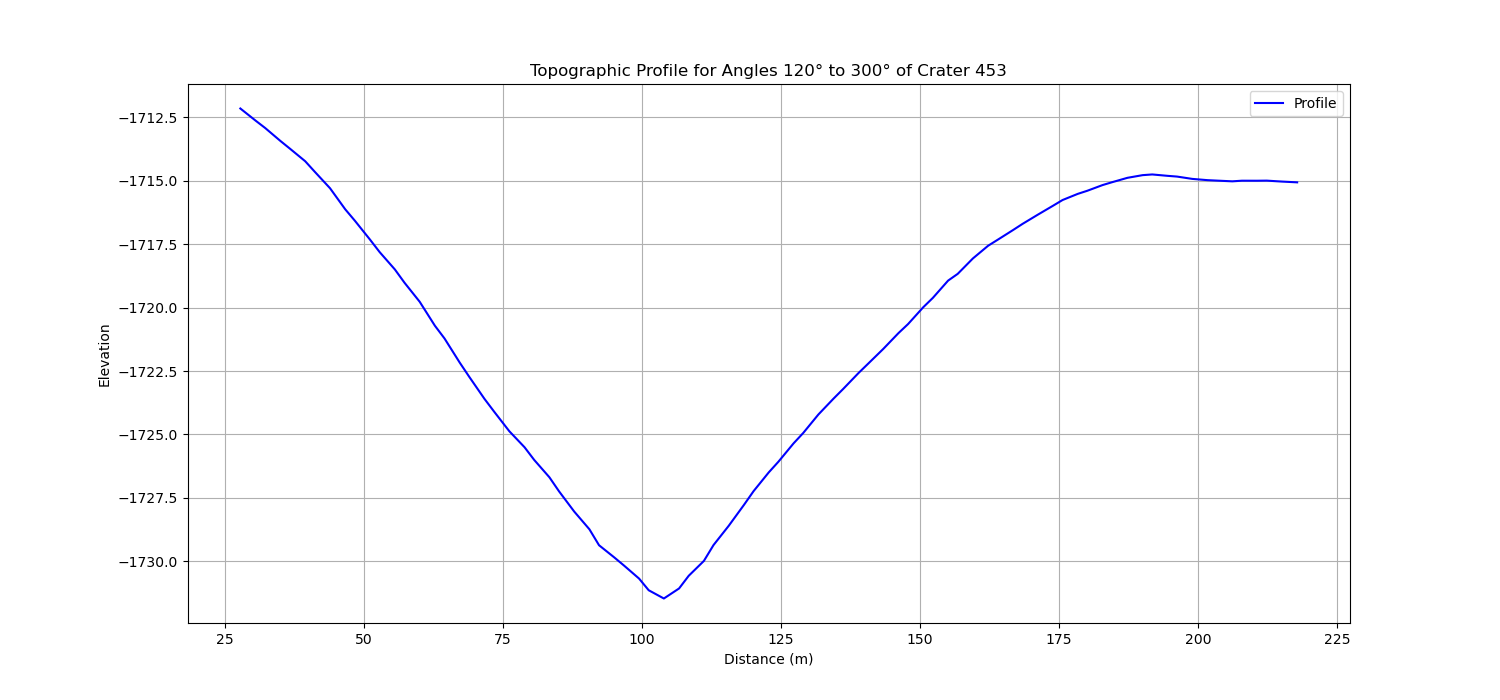 Topographic Profile for Angles 120° to 300° of Crater 453
Profile
−1712.5
−1715.0
−1717.5
−1720.0
−1722.5
−1725.0
−1727.5
−1730.0
Elevation
25 50 75 100 125 150 175 200 225
Distance (m)